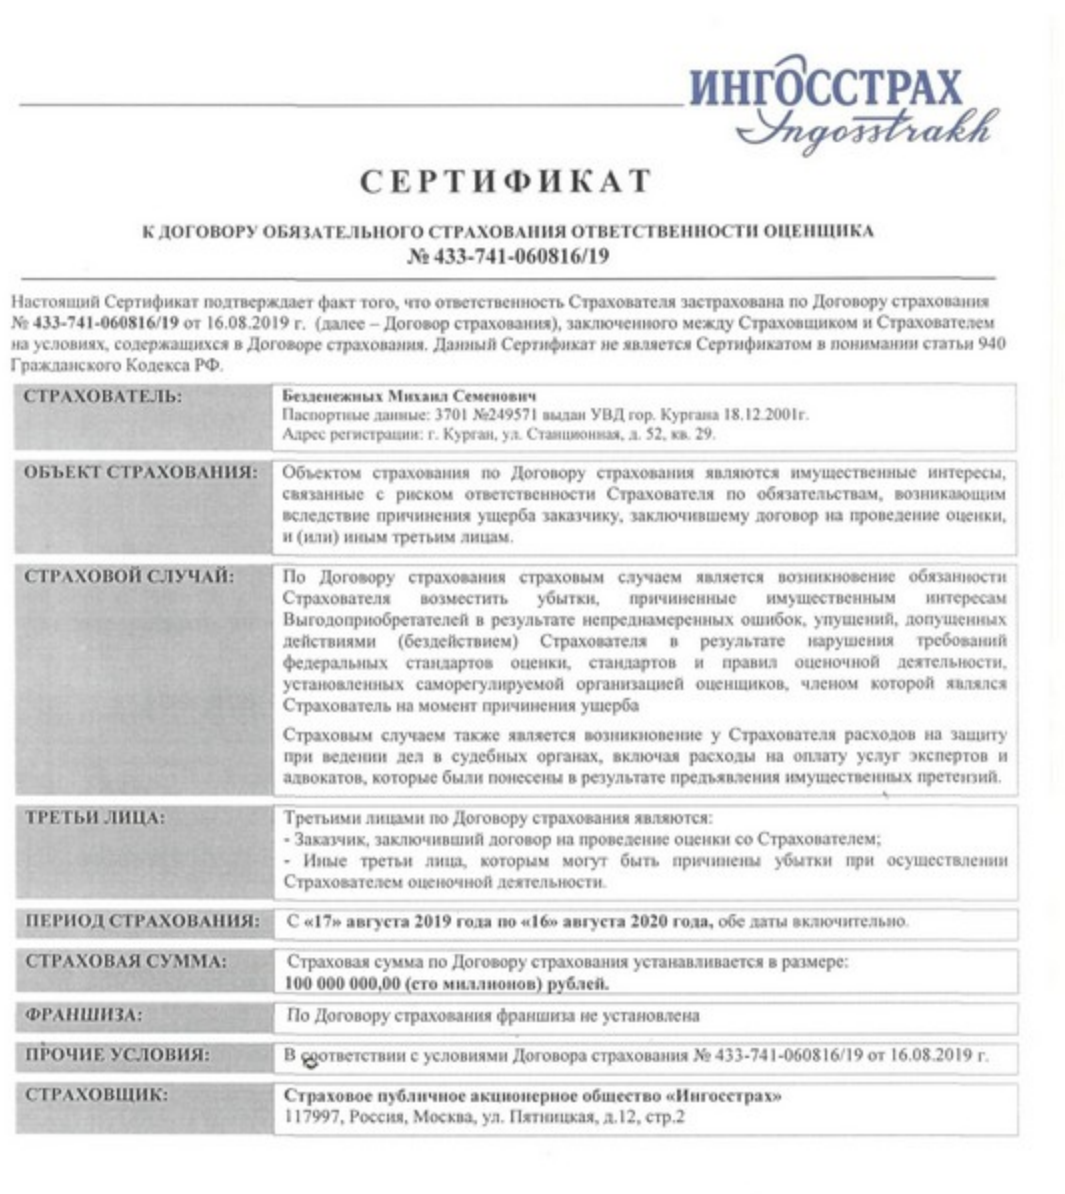 ИНГОССТРАХ
Ingosstrakh
СЕРТИФИКАТ
К ДОГОВОРУ ОБЯЗАТЕЛЬНОГО СТРАХОВАНИЯ ОТВЕТСТВЕННОСТИ ОЦЕНЩИКА
№ 433-741-060816/19
Настоящий Сертификат подтверждает факт того, что ответственность Страхователя застрахована по Договору страхования
№ 433-741-060816/19 от 16.08.2019 г. (далее – Договор страхования), заключенного между Страховщиком и Страхователем
на условиях, содержащихся в Договоре страхования. Данный Сертификат не является Сертификатом в понимании статьи 940
Гражданского Кодекса РФ.
СТРАХОВАТЕЛЬ:
Безденежных Михаил Семенович
Паспортные данные: 3701 №249571 выдан УВД гор. Кургана 18.12.2001г.
Адрес регистрации: г. Курган, ул. Станционная, д. 52, кв. 29.
ОБЪЕКТ СТРАХОВАНИЯ:
Объектом страхования по Договору страхования являются имущественные интересы,
связанные с риском ответственности Страхователя по обязательствам, возникающим
вследствие причинения ущерба заказчику, заключившему договор на проведение оценки,
и (или) иным третьим лицам.
СТРАХОВОЙ СЛУЧАЙ:
По Договору страхования страховым случаем является возникновение обязанности
Страхователя возместить убытки, причиненные имущественным интересам
Выгодоприобретателей в результате непреднамеренных ошибок, упущений, допущенных
действиями (бездействием) Страхователя в результате нарушения требований
федеральных стандартов оценки, стандартов и правил оценочной деятельности,
установленных саморегулируемой организацией оценщиков, членом которой являлся
Страхователь на момент причинения ущерба
Страховым случаем также является возникновение у Страхователя расходов на защиту
при ведении дел в судебных органах, включая расходы на оплату услуг экспертов и
адвокатов, которые были понесены в результате предъявления имущественных претензий.
ТРЕТЬИ ЛИЦА:
Третьими лицами по Договору страхования являются:
- Заказчик, заключивший договор на проведение оценки со Страхователем;
- Иные третьи лица, которым могут быть причинены убытки при осуществлении
Страхователем оценочной деятельности.
ПЕРИОД СТРАХОВАНИЯ:
С «17» августа 2019 года по «16» августа 2020 года, обе даты включительно.
СТРАХОВАЯ СУММА:
Страховая сумма по Договору страхования устанавливается в размере:
100 000 000,00 (сто миллионов) рублей.
ФРАНШИЗА:
По Договору страхования франшиза не установлена
ПРОЧИЕ УСЛОВИЯ:
В соответствии с условиями Договора страхования № 433-741-060816/19 от 16.08.2019 г.
СТРАХОВЩИК:
Страховое публичное акционерное общество «Ингосстрах»
117997, Россия, Москва, ул. Пятницкая, д.12, стр.2